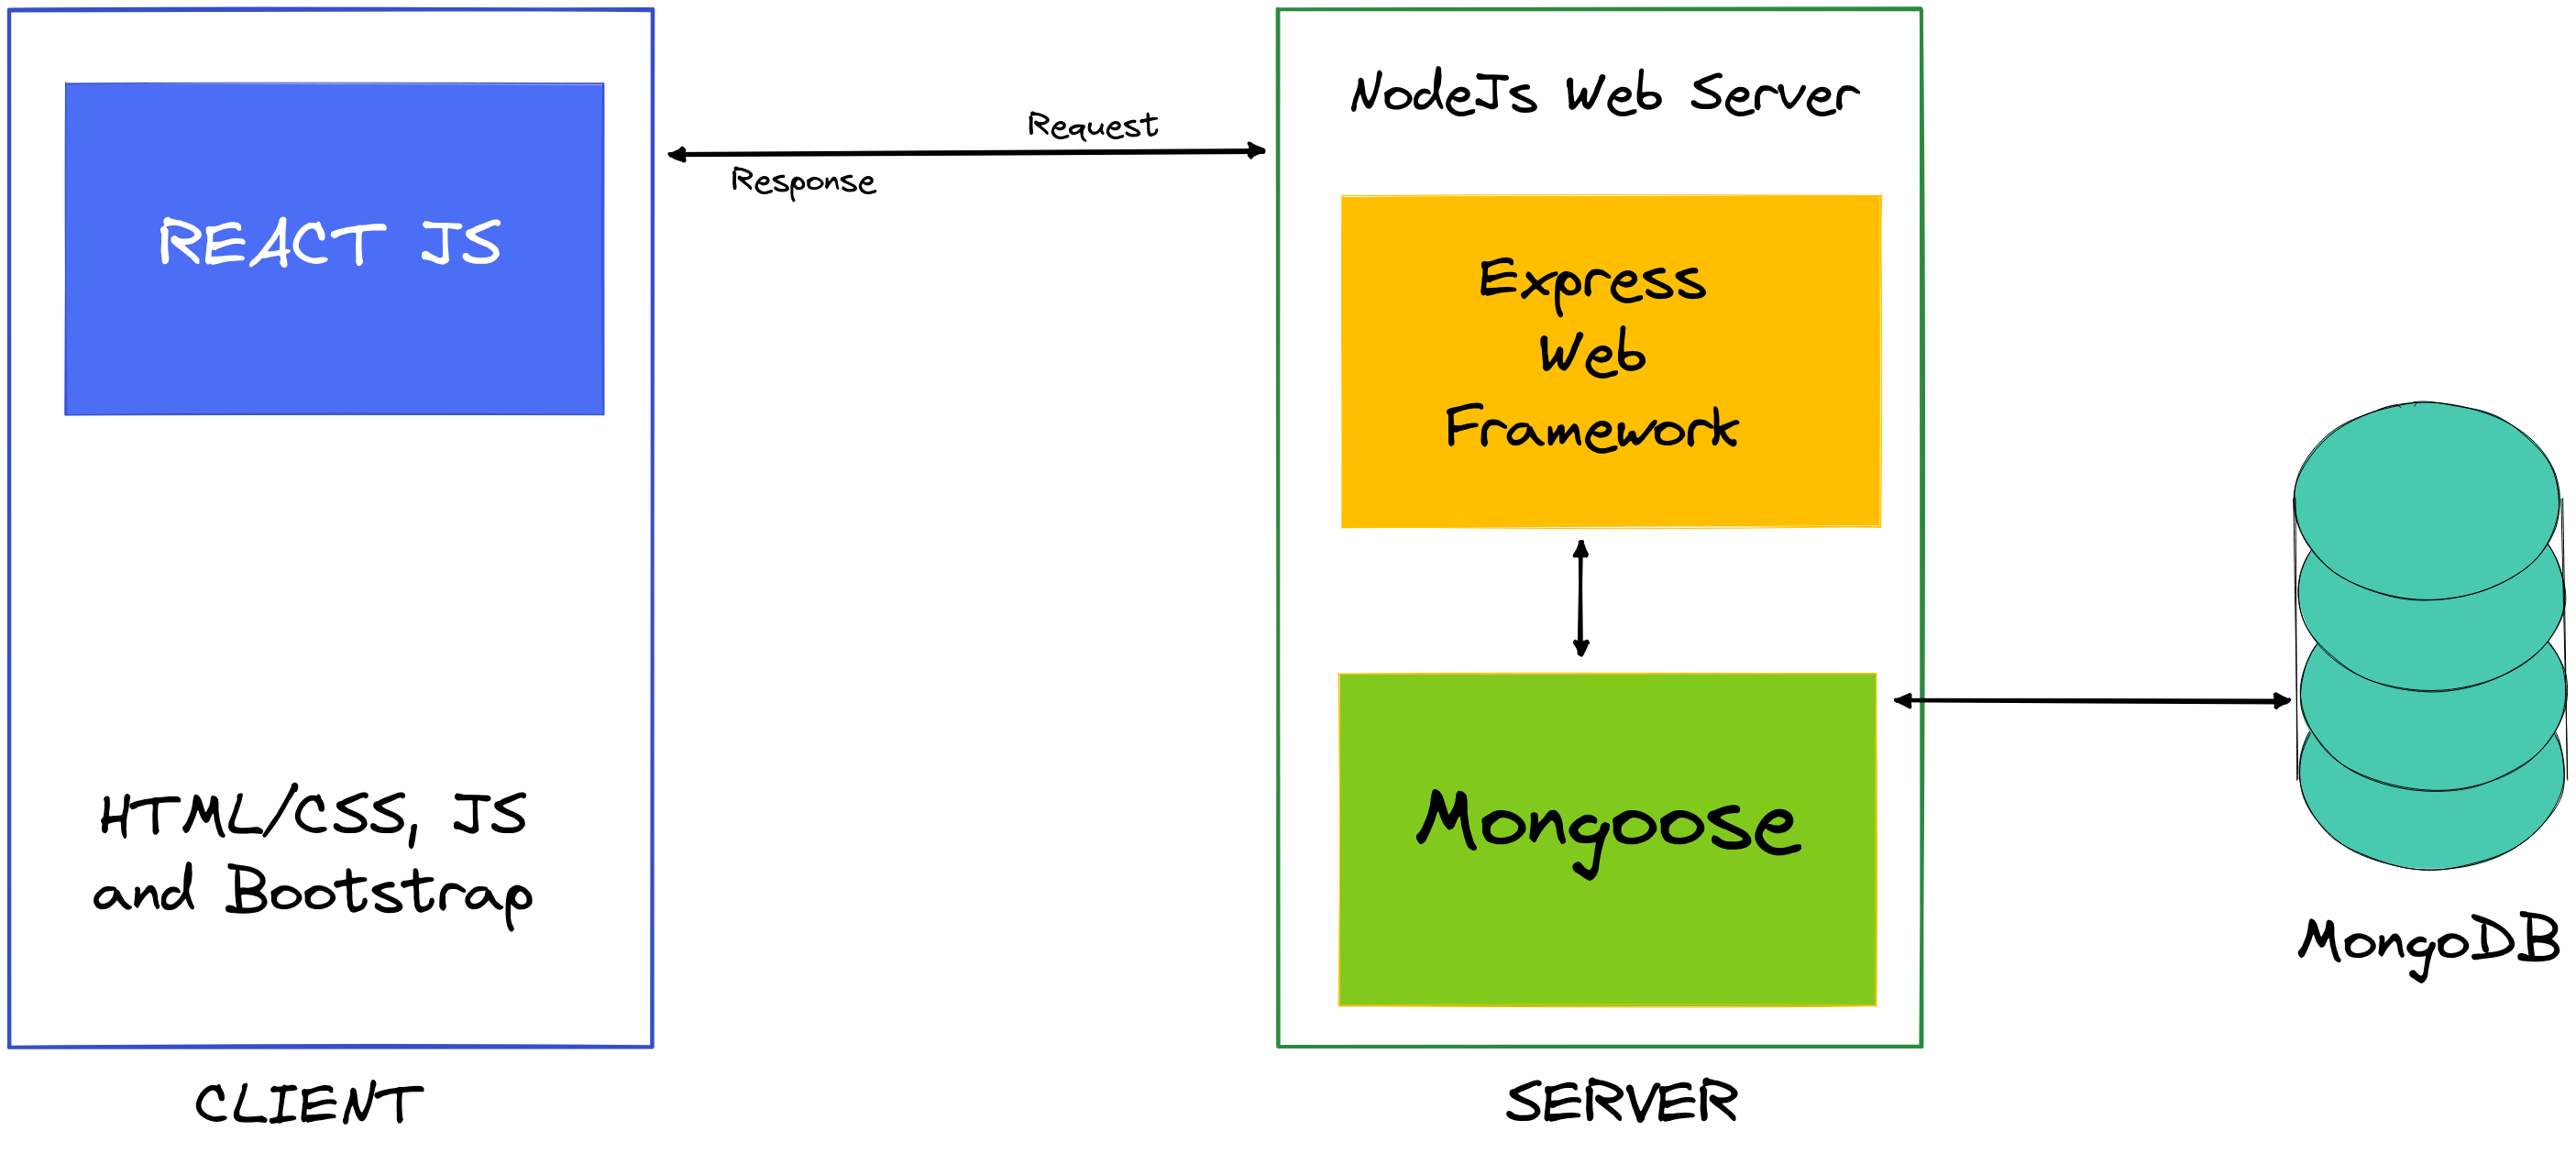 REACT JS
HTML/CSS, JS
and Bootstrap
CLIENT
Request
Response
NodeJs Web Server
Express
Web
Framework
Mongoose
SERVER
MongoDB